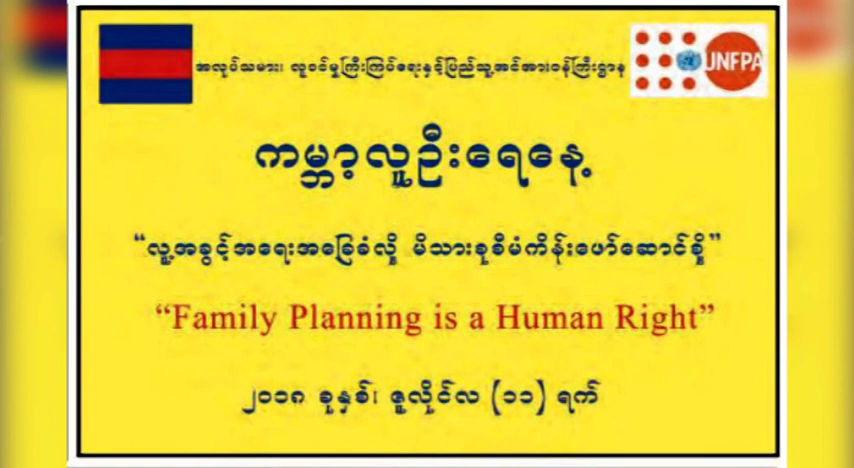 အလုပ်သမား၊ လူဝင်မှုကြီးကြပ်ရေးနှင့်ပြည်သူ့အင်အားဝန်ကြီးဌာန
UNFPA
ကမ္ဘာ့လူဦးရေနေ့
“လူ့အခွင့်အရေးအခြေခံလို့ မိသားစုစီမံကိန်းဖော်ဆောင်စို့”
“Family Planning is a Human Right”
၂၀၁၈ ခုနှစ်၊ ဇူလိုင်လ (၁၁) ရက်